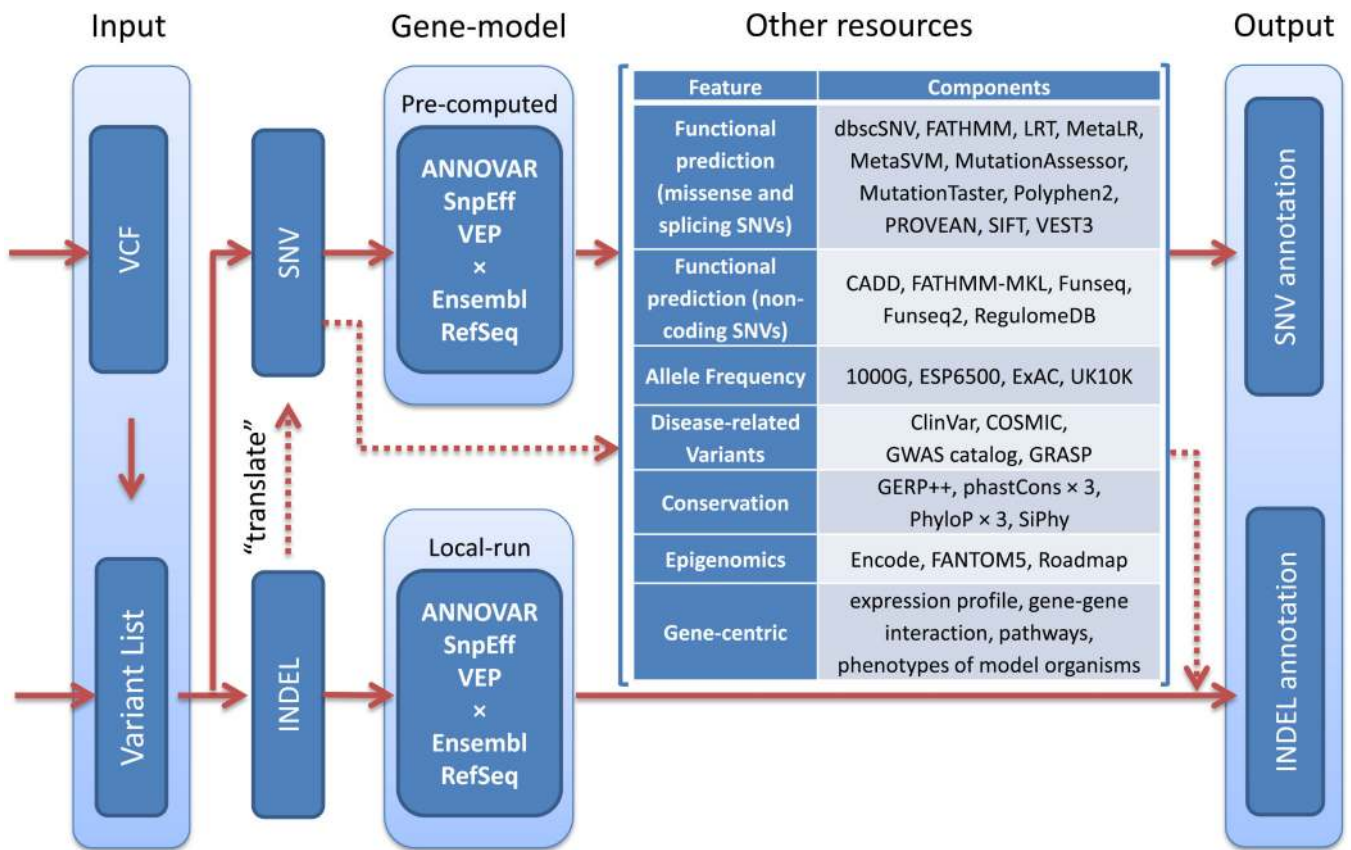 Input
Gene-model
Other resources
Output
VCF
Variant List
SNV
"translate"
INDEL
Pre-computed
ANNOVAR
SnpEff
VEP
×
Ensembl
RefSeq
Local-run
ANNOVAR
SnpEff
VEP
×
Ensembl
RefSeq
Feature
Components
Functional
prediction
(missense and
splicing SNVs)
dbscSNV, FATHMM, LRT, MetaLR,
MetaSVM, MutationAssessor,
MutationTaster, Polyphen2,
PROVEAN, SIFT, VEST3
Functional
prediction (non-
coding SNVs)
CADD, FATHMM-MKL, Funseq,
Funseq2, RegulomeDB
Allele Frequency
1000G, ESP6500, ExAC, UK10K
Disease-related
Variants
ClinVar, COSMIC,
GWAS catalog, GRASP
Conservation
GERP++, phastCons × 3,
PhyloP × 3, SiPhy
Epigenomics
Encode, FANTOM5, Roadmap
Gene-centric
expression profile, gene-gene
interaction, pathways,
phenotypes of model organisms
SNV annotation
INDEL annotation